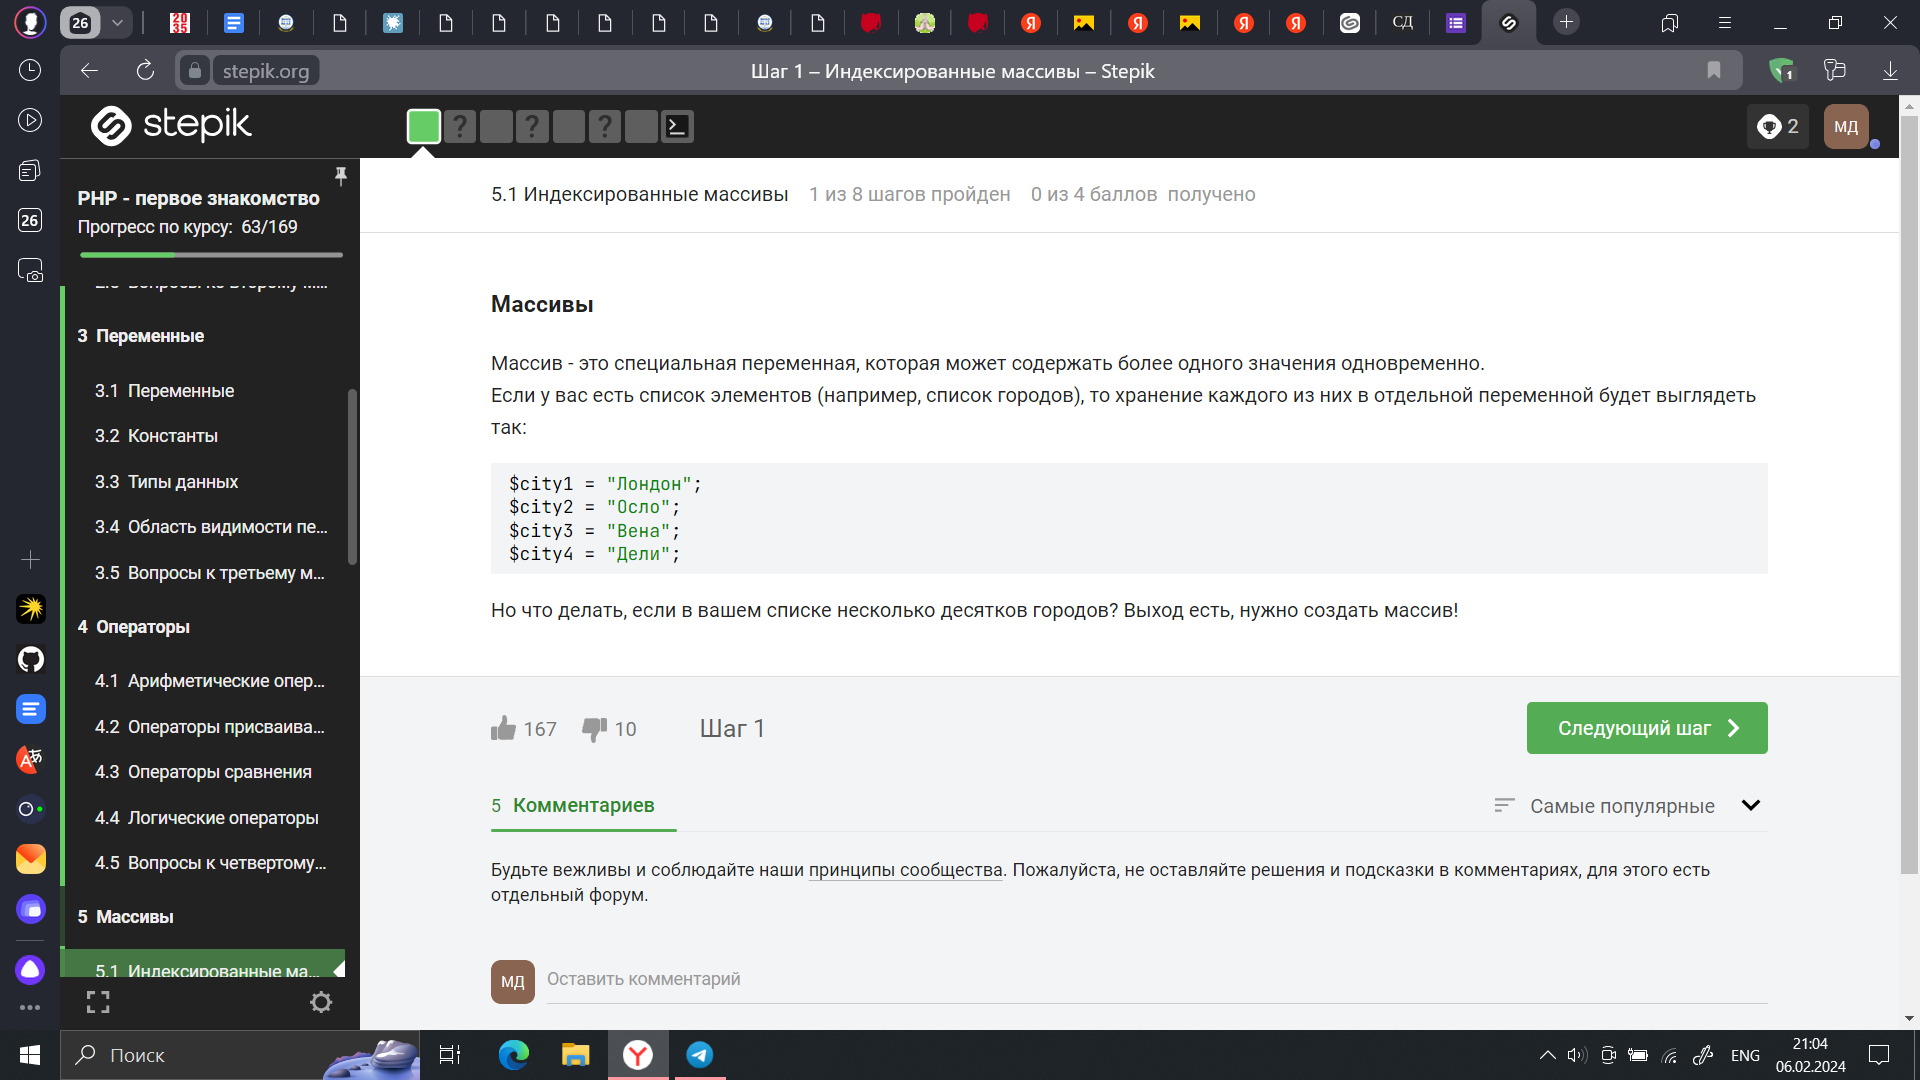 26
20
35
СД
stepik.org
Шаг 1 – Индексированные массивы – Stepik
1
stepik
?
?
?
2
МД
26
PHP - первое знакомство
Прогресс по курсу: 63/169
3 Переменные
3.1 Переменные
3.2 Константы
3.3 Типы данных
3.4 Область видимости пе...
3.5 Вопросы к третьему м...
4 Операторы
4.1 Арифметические опер...
4.2 Операторы присваива...
4.3 Операторы сравнения
4.4 Логические операторы
4.5 Вопросы к четвертому...
5 Массивы
5.1 Индексированные ма...
5.1 Индексированные массивы 1 из 8 шагов пройден 0 из 4 баллов получено
Массивы
Массив - это специальная переменная, которая может содержать более одного значения одновременно.
Если у вас есть список элементов (например, список городов), то хранение каждого из них в отдельной переменной будет выглядеть
так:
$city1 = "Лондон";
$city2 = "Осло";
$city3 = "Вена";
$city4 = "Дели";
Но что делать, если в вашем списке несколько десятков городов? Выход есть, нужно создать массив!
167 10 Шаг 1
Следующий шаг
5 Комментариев
Самые популярные
Будьте вежливы и соблюдайте наши принципы сообщества. Пожалуйста, не оставляйте решения и подсказки в комментариях, для этого есть
отдельный форум.
МД Оставить комментарий
Поиск
ENG
21:04
06.02.2024